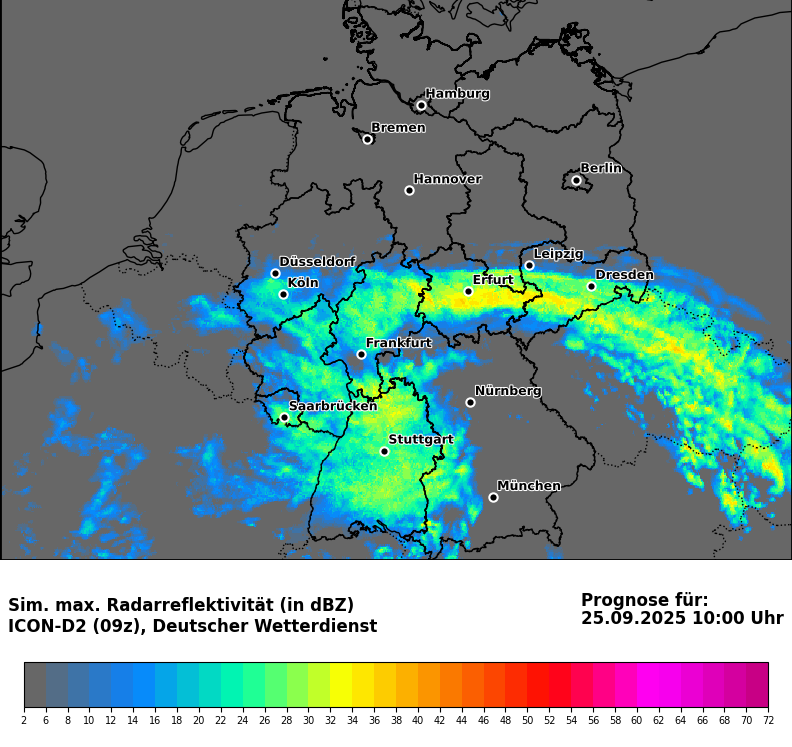 Hamburg
Bremen
Berlin
Hannover
Leipzig
Düsseldorf
Dresden
Köln
Erfurt
Frankfurt
Nürnberg
Saarbrücken
Stuttgart
München
Sim. max. Radarreflektivität (in dBZ)
ICON-D2 (09z), Deutscher Wetterdienst
Prognose für:
25.09.2025 10:00 Uhr
2 6 8 10 12 14 16 18 20 22 24 26 28 30 32 34 36 38 40 42 44 46 48 50 52 54 56 58 60 62 64 66 68 70 72